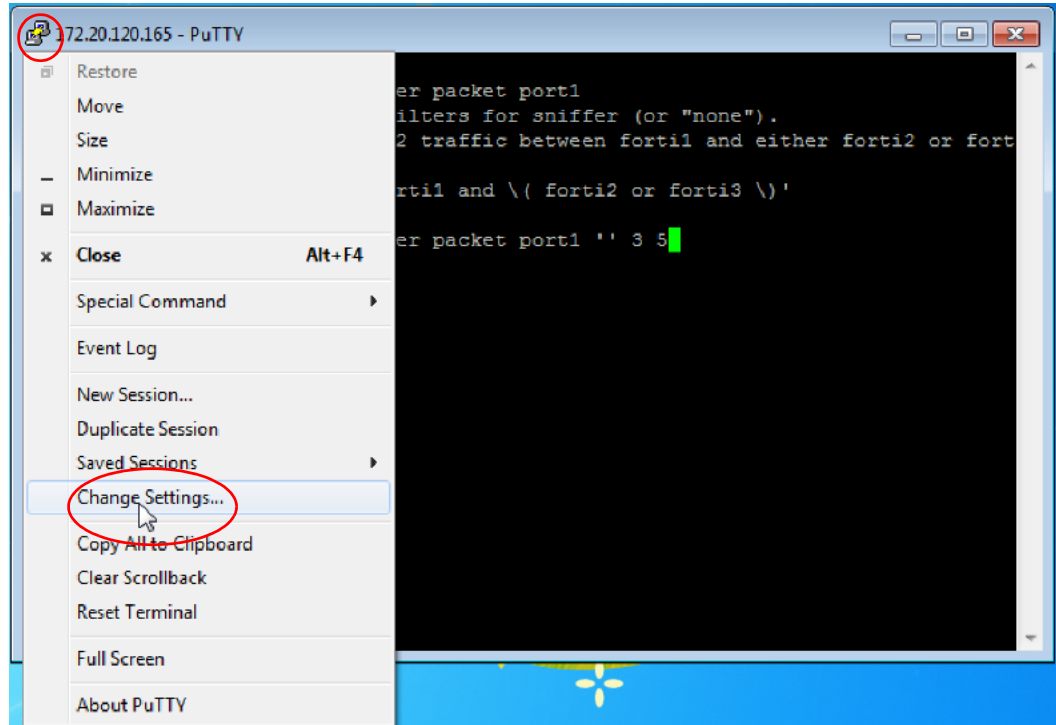 172.20.120.165 - PuTTY
Restore
Move
Size
Minimize
Maximize
Close Alt+F4
Special Command
Event Log
New Session...
Duplicate Session
Saved Sessions
Change Settings...
Copy All to Clipboard
Clear Scrollback
Reset Terminal
Full Screen
About PuTTY
er packet port1
ilters for sniffer (or "none").
2 traffic between forti1 and either forti2 or fort
rti1 and \( forti2 or forti3 \)'
er packet port1 '' 3 5